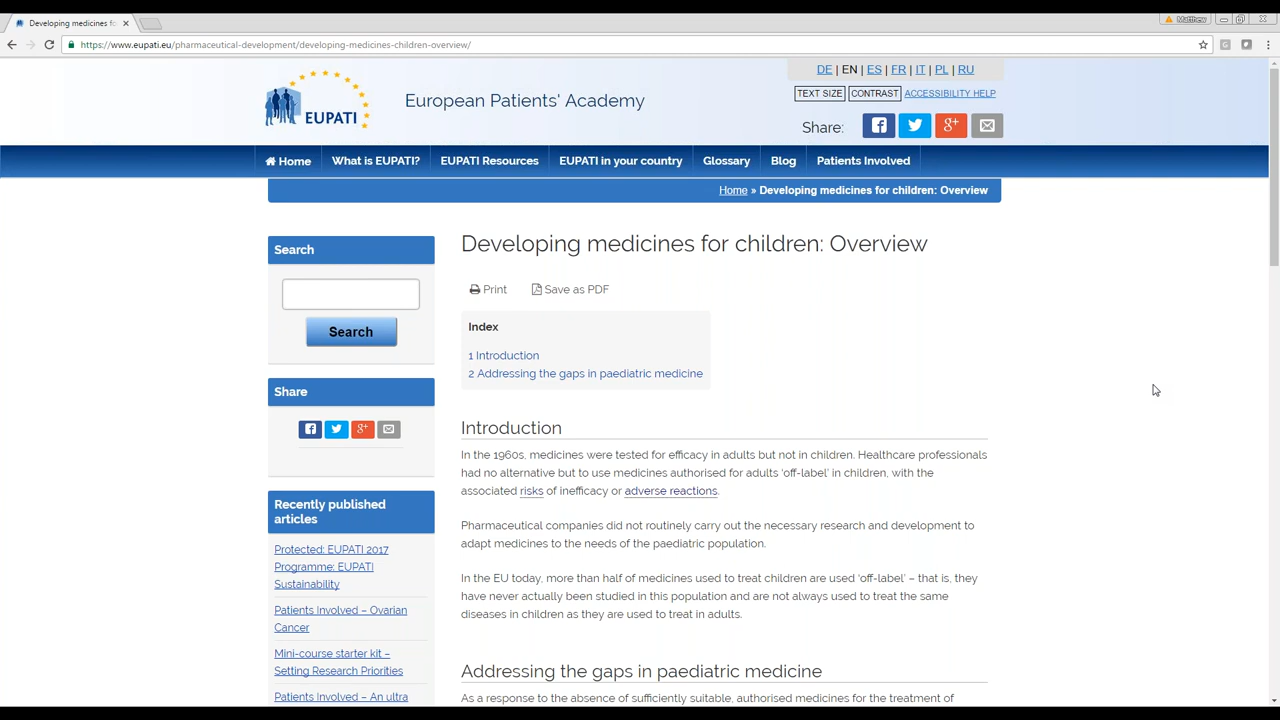 Developing medicines fo
Matthew
https://www.eupati.eu/pharmaceutical-development/developing-medicines-children-overview/
EUPATI
European Patients' Academy
DE | EN | ES | FR | IT | PL | RU
TEXT SIZE CONTRAST ACCESSIBILITY HELP
Share:
Home What is EUPATI? EUPATI Resources EUPATI in your country Glossary Blog Patients Involved
Home » Developing medicines for children: Overview
Search
Search
Share
Recently published
articles
Protected: EUPATI 2017
Programme: EUPATI
Sustainability
Patients Involved – Ovarian
Cancer
Mini-course starter kit –
Setting Research Priorities
Patients Involved – An ultra
Developing medicines for children: Overview
Print Save as PDF
Index
1 Introduction
2 Addressing the gaps in paediatric medicine
Introduction
In the 1960s, medicines were tested for efficacy in adults but not in children. Healthcare professionals
had no alternative but to use medicines authorised for adults ‘off-label’ in children, with the
associated risks of inefficacy or adverse reactions.
Pharmaceutical companies did not routinely carry out the necessary research and development to
adapt medicines to the needs of the paediatric population.
In the EU today, more than half of medicines used to treat children are used ‘off-label’ – that is, they
have never actually been studied in this population and are not always used to treat the same
diseases in children as they are used to treat in adults.
Addressing the gaps in paediatric medicine
As a response to the absence of sufficiently suitable, authorised medicines for the treatment of